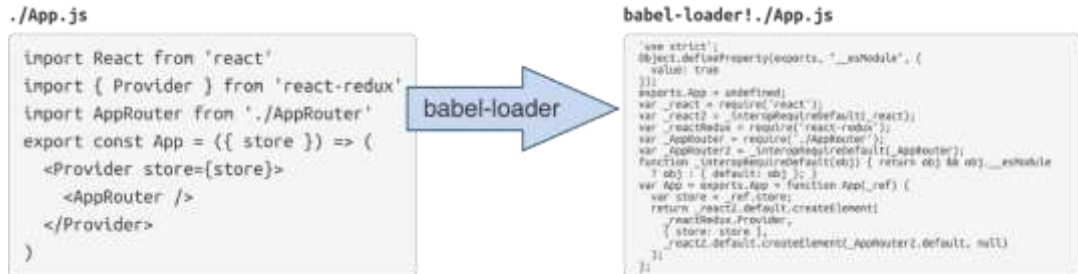 ./App.js
import React from 'react'
import { Provider } from 'react-redux'
import AppRouter from './AppRouter'
export const App = ({ store }) => (
<Provider store={store}>
<AppRouter />
</Provider>
)
babel-loader
babel-loader!./App.js
'use strict';
Object.defineProperty(exports, "__esModule", {
value: true
});
exports.App = undefined;
var _react = require('react');
var _react2 = _interopRequireDefault(_react);
var _reactRedux = require('react-redux');
var _AppRouter = require('./AppRouter');
var _AppRouter2 = _interopRequireDefault(_AppRouter);
function _interopRequireDefault(obj) { return obj && obj.__esModule
? obj : { default: obj }; }
var App = exports.App = function App(_ref) {
var store = _ref.store;
return _react2.default.createElement(
_reactRedux.Provider,
{ store: store },
_react2.default.createElement(_AppRouter2.default, null)
);
};